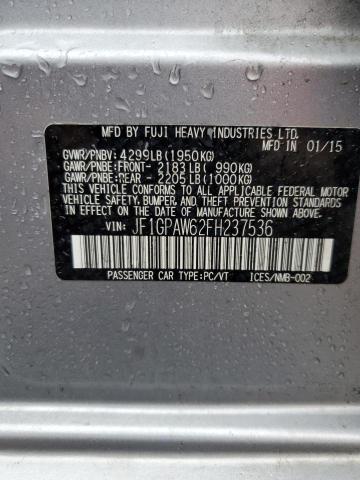 MFD BY FUJI HEAVY INDUSTRIES LTD.
MFD IN 01/15
GVWR/PNBV: 4299LB(1950KG)
GAWR/PNBE:FRONT- 2183LB( 990KG)
GAWR/PNBE:REAR - 2205LB(1000KG)
THIS VEHICLE CONFORMS TO ALL APPLICABLE FEDERAL MOTOR
VEHICLE SAFETY, BUMPER, AND THEFT PREVENTION STANDARDS
IN EFFECT ON THE DATE OF MANUFACTURE SHOWN ABOVE.
VIN: JF1GPAW62FH237536
PASSENGER CAR TYPE:PC/VT ICES/NMB-002